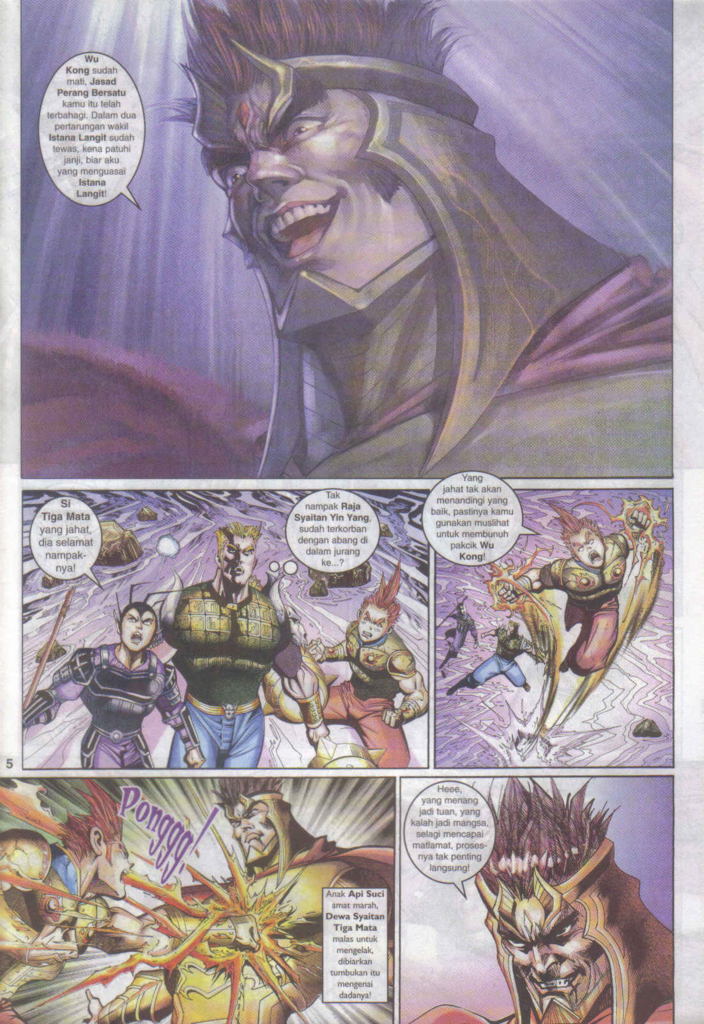 Wu
Kong sudah
mati, Jasad
Perang Bersatu
kamu itu telah
terbahagi. Dalam dua
pertarungan wakil
Istana Langit sudah
tewas, kena patuhi
janji, biar aku
yang menguasai
Istana
Langit!
Si
Tiga Mata
yang jahat,
dia selamat
nampak-
nya!
Tak
nampak Raja
Syaitan Yin Yang,
sudah terkorban
dengan abang di
dalam jurang
ke...?
Yang
jahat tak akan
menandingi yang
baik, pastinya kamu
gunakan muslihat
untuk membunuh
pakcik Wu
Kong!
5
Ponggg!
Anak Api Suci
amat marah,
Dewa Syaitan
Tiga Mata
malas untuk
mengelak,
dibiarkan
tumbukan itu
mengenai
dadanya!
Heee,
yang menang
jadi tuan, yang
kalah jadi mangsa,
selagi mencapai
matlamat, proses-
nya tak penting
langsung!